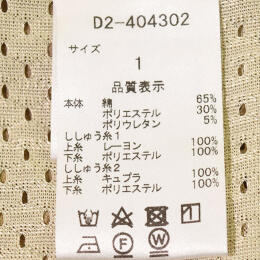 D2-404302
サイズ
1
品質表示
本体 綿 65%
ポリエステル 30%
ポリウレタン 5%
ししゅう糸1
上糸 レーヨン 100%
下糸 ポリエステル 100%
ししゅう糸2
上糸 キュプラ 100%
下糸 ポリエステル 100%
F W